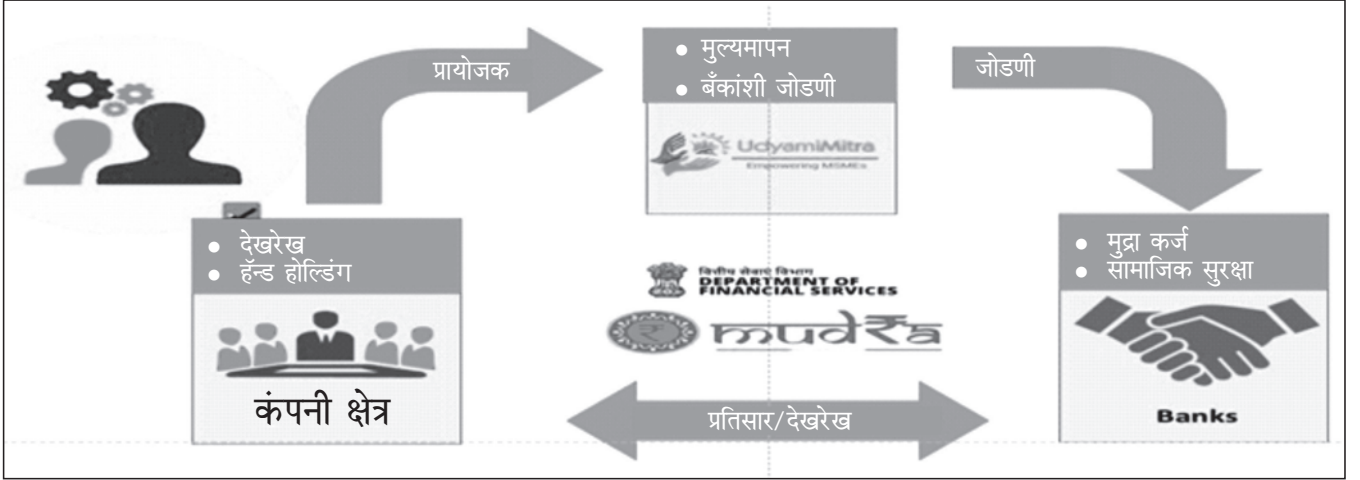 प्रायोजक
• मुल्यमापन
• बँकांशी जोडणी
जोडणी
UdyamiMitra
Empowering MSMEs
• देखरेख
• हॅन्ड होल्डिंग
कंपनी क्षेत्र
वित्तीय सेवाएं विभाग
DEPARTMENT OF
FINANCIAL SERVICES
mudRa
• मुद्रा कर्ज
• सामाजिक सुरक्षा
Banks
प्रतिसार/देखरेख